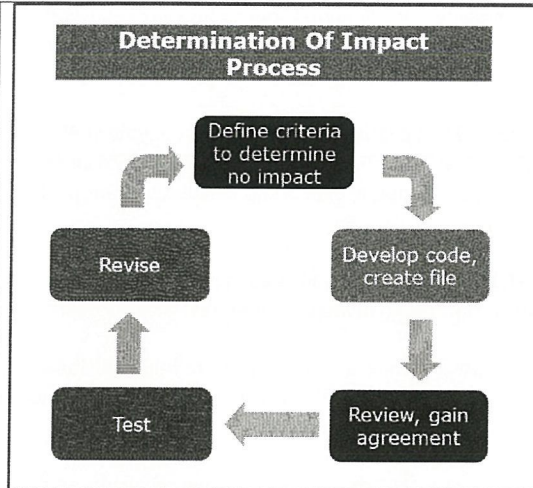 Determination Of Impact
Process
Define criteria
to determine
no impact
Develop code,
create file
Review, gain
agreement
Test
Revise